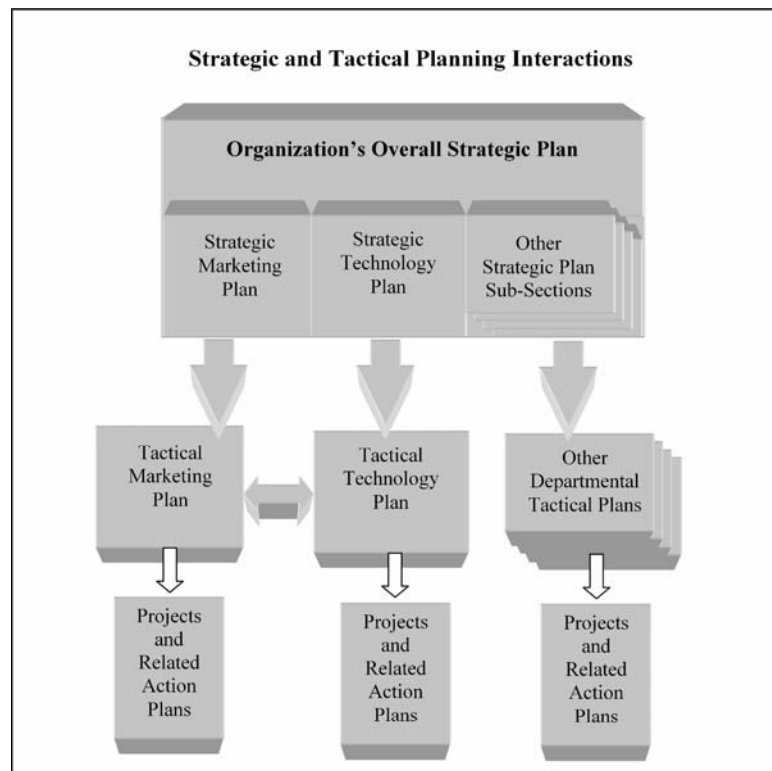 Strategic and Tactical Planning Interactions
Organization's Overall Strategic Plan
Strategic
Marketing
Plan
Strategic
Technology
Plan
Other
Strategic Plan
Sub-Sections
Tactical
Marketing
Plan
Tactical
Technology
Plan
Other
Departmental
Tactical Plans
Projects
and
Related
Action
Plans
Projects
and
Related
Action
Plans
Projects
and
Related
Action
Plans